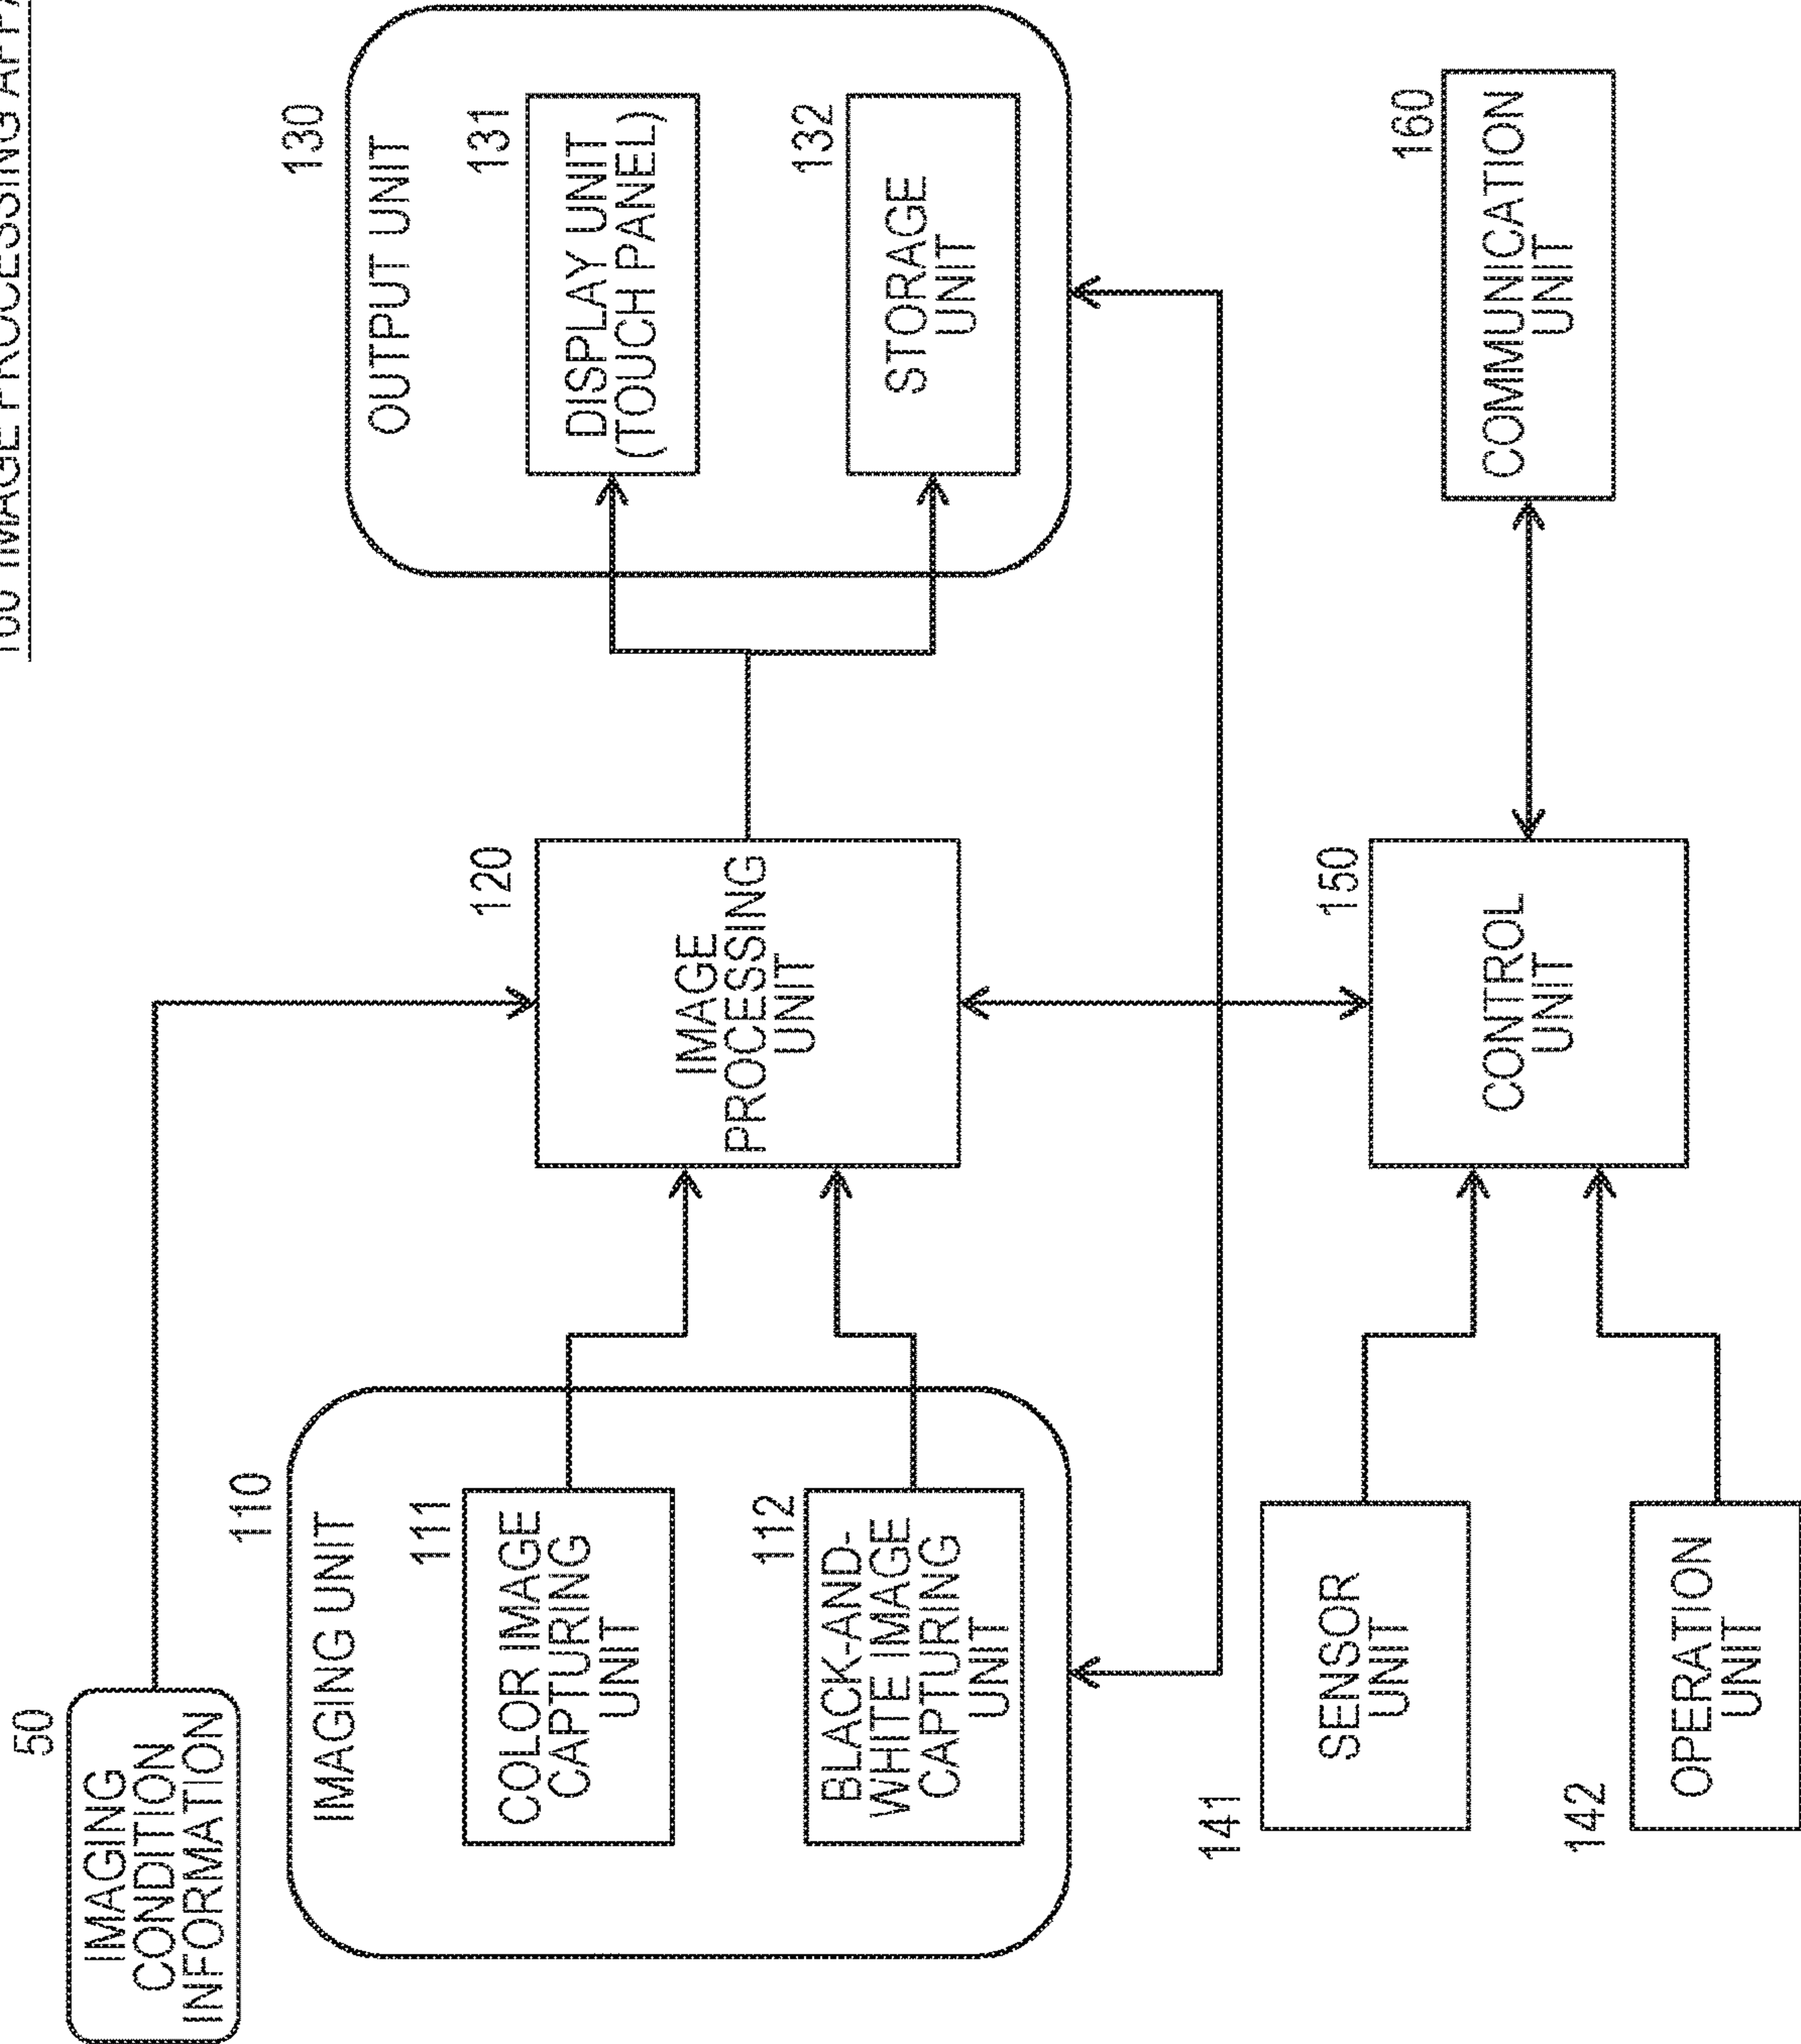 100 IMAGE PROCESSING
50
IMAGING
CONDITION
INFORMATION
110
IMAGING UNIT
111
COLOR IMAGE
CAPTURING
UNIT
112
BLACK-AND-
WHITE IMAGE
CAPTURING
UNIT
120
IMAGE
PROCESSING
UNIT
130
OUTPUT UNIT
131
DISPLAY UNIT
(TOUCH PANEL)
132
STORAGE
UNIT
141
SENSOR
UNIT
142
OPERATION
UNIT
150
CONTROL
UNIT
160
COMMUNICATION
UNIT